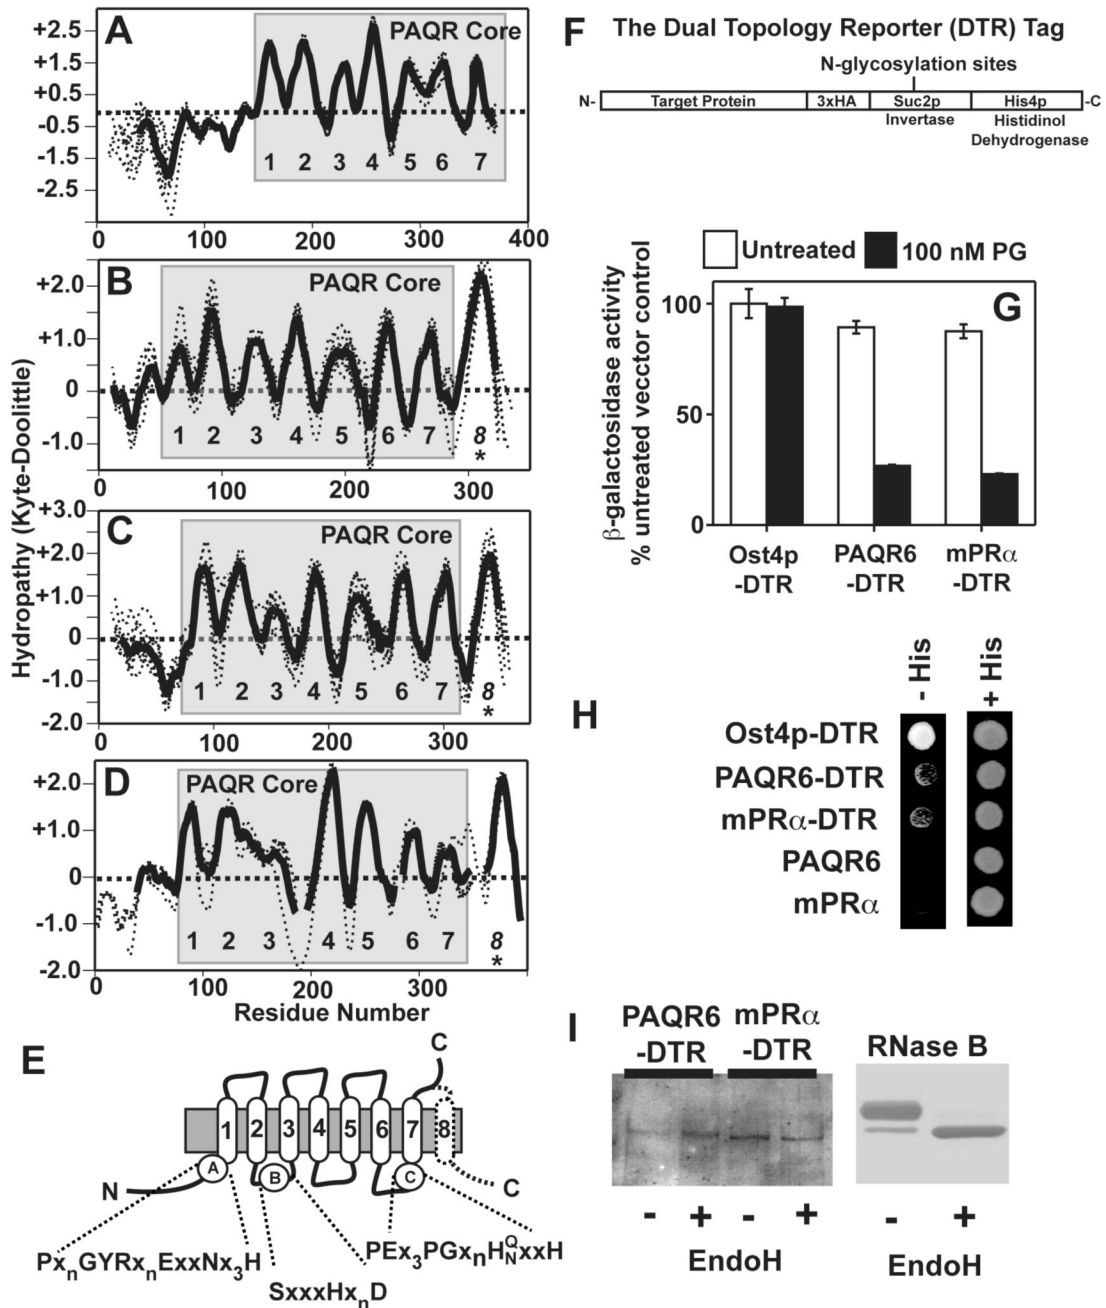 Hydropathy (Kyte-Doolittle)
A
PAQR Core
+2.5
+1.5
+0.5
-0.5
-1.5
-2.5
1 2 3 4 5 6 7
0 100 200 300 400
B
PAQR Core
+2.0
+1.0
0
-1.0
1 2 3 4 5 6 7 8
*
0 100 200 300
C
PAQR Core
+3.0
+2.0
+1.0
0
-1.0
-2.0
1 2 3 4 5 6 7 8
*
0 100 200 300
D
PAQR Core
+2.0
+1.0
0
-1.0
-2.0
1 2 3 4 5 6 7 8
*
0 100 200 300
Residue Number
E
C
1 2 3 4 5 6 7 8
A B C
N C
PxnGYRxnExxNx3H
SxxxHxnD
PEx3PGxnHQNxxH
F The Dual Topology Reporter (DTR) Tag
N-glycosylation sites
N- Target Protein 3xHA Suc2p His4p -C
Invertase Histidinol
Dehydrogenase
Untreated 100 nM PG
G
β-galactosidase activity
% untreated vecctor control
100
50
0
Ost4p PAQR6 mPRα
-DTR -DTR -DTR
H
- His + His
Ost4p-DTR
PAQR6-DTR
mPRα-DTR
PAQR6
mPRα
I
PAQR6 mPRα
-DTR -DTR
RNase B
- + - +
EndoH
- +
EndoH